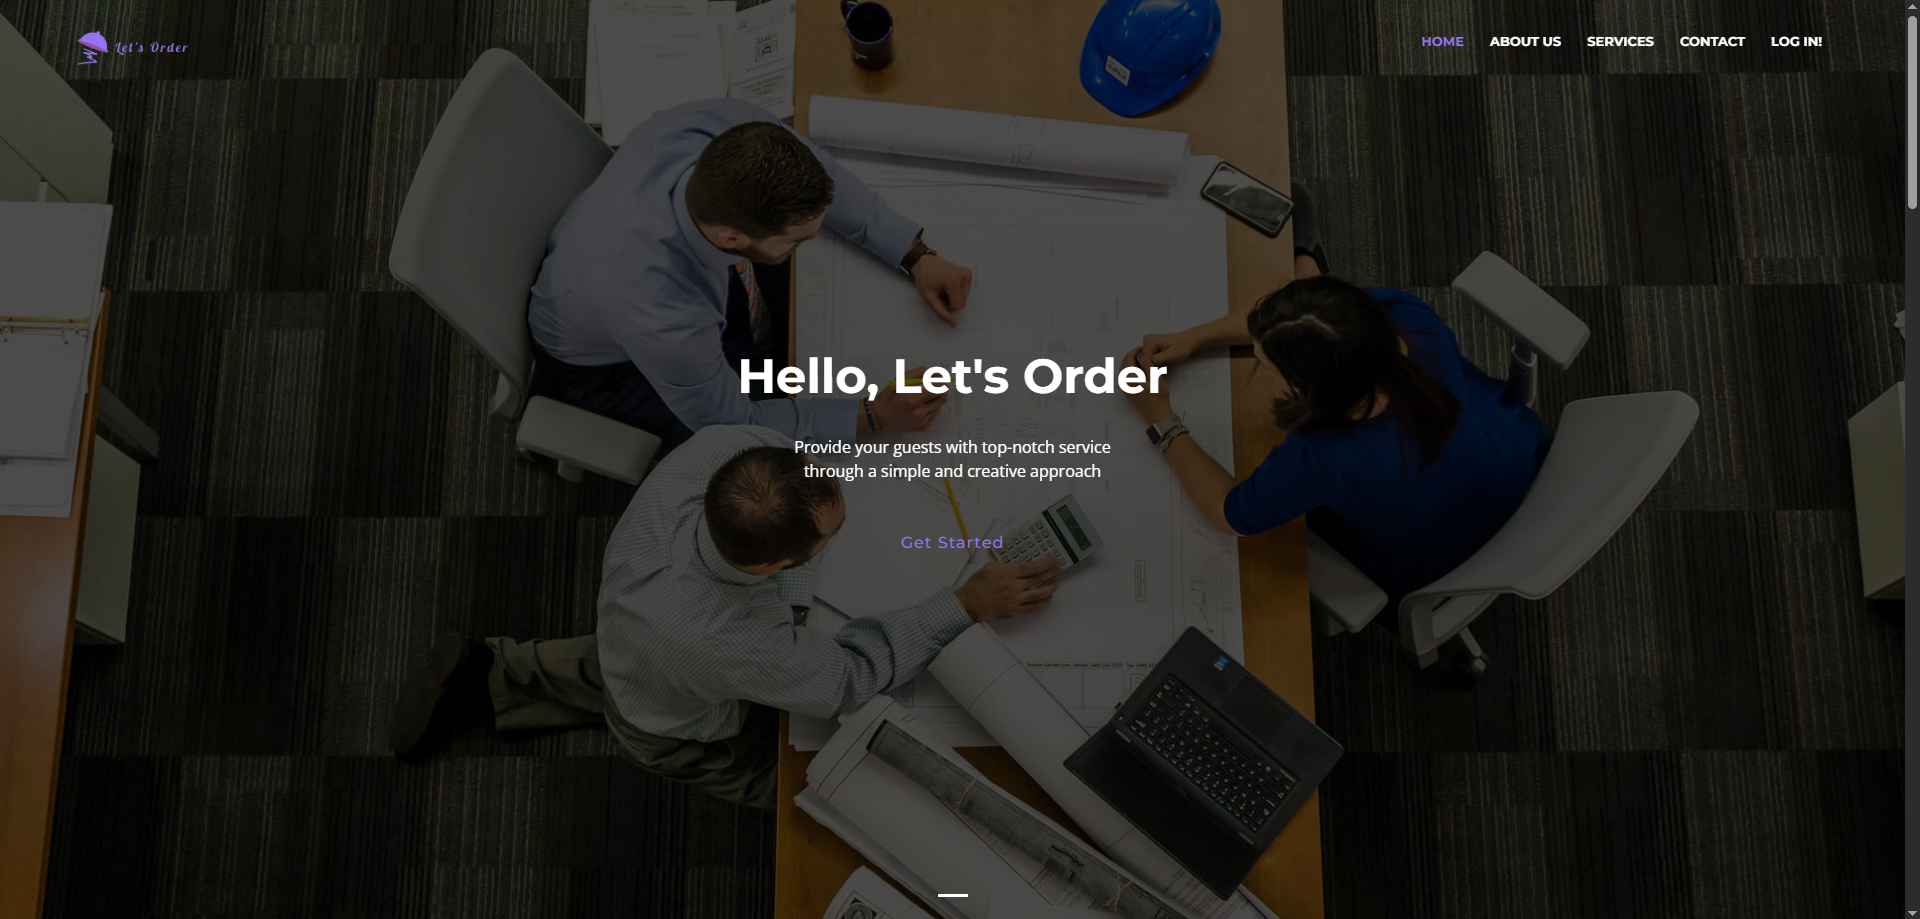 Let's Order
HOME
ABOUT US
SERVICES
CONTACT
LOG IN!
Hello, Let's Order
Provide your guests with top-notch service
through a simple and creative approach
Get Started